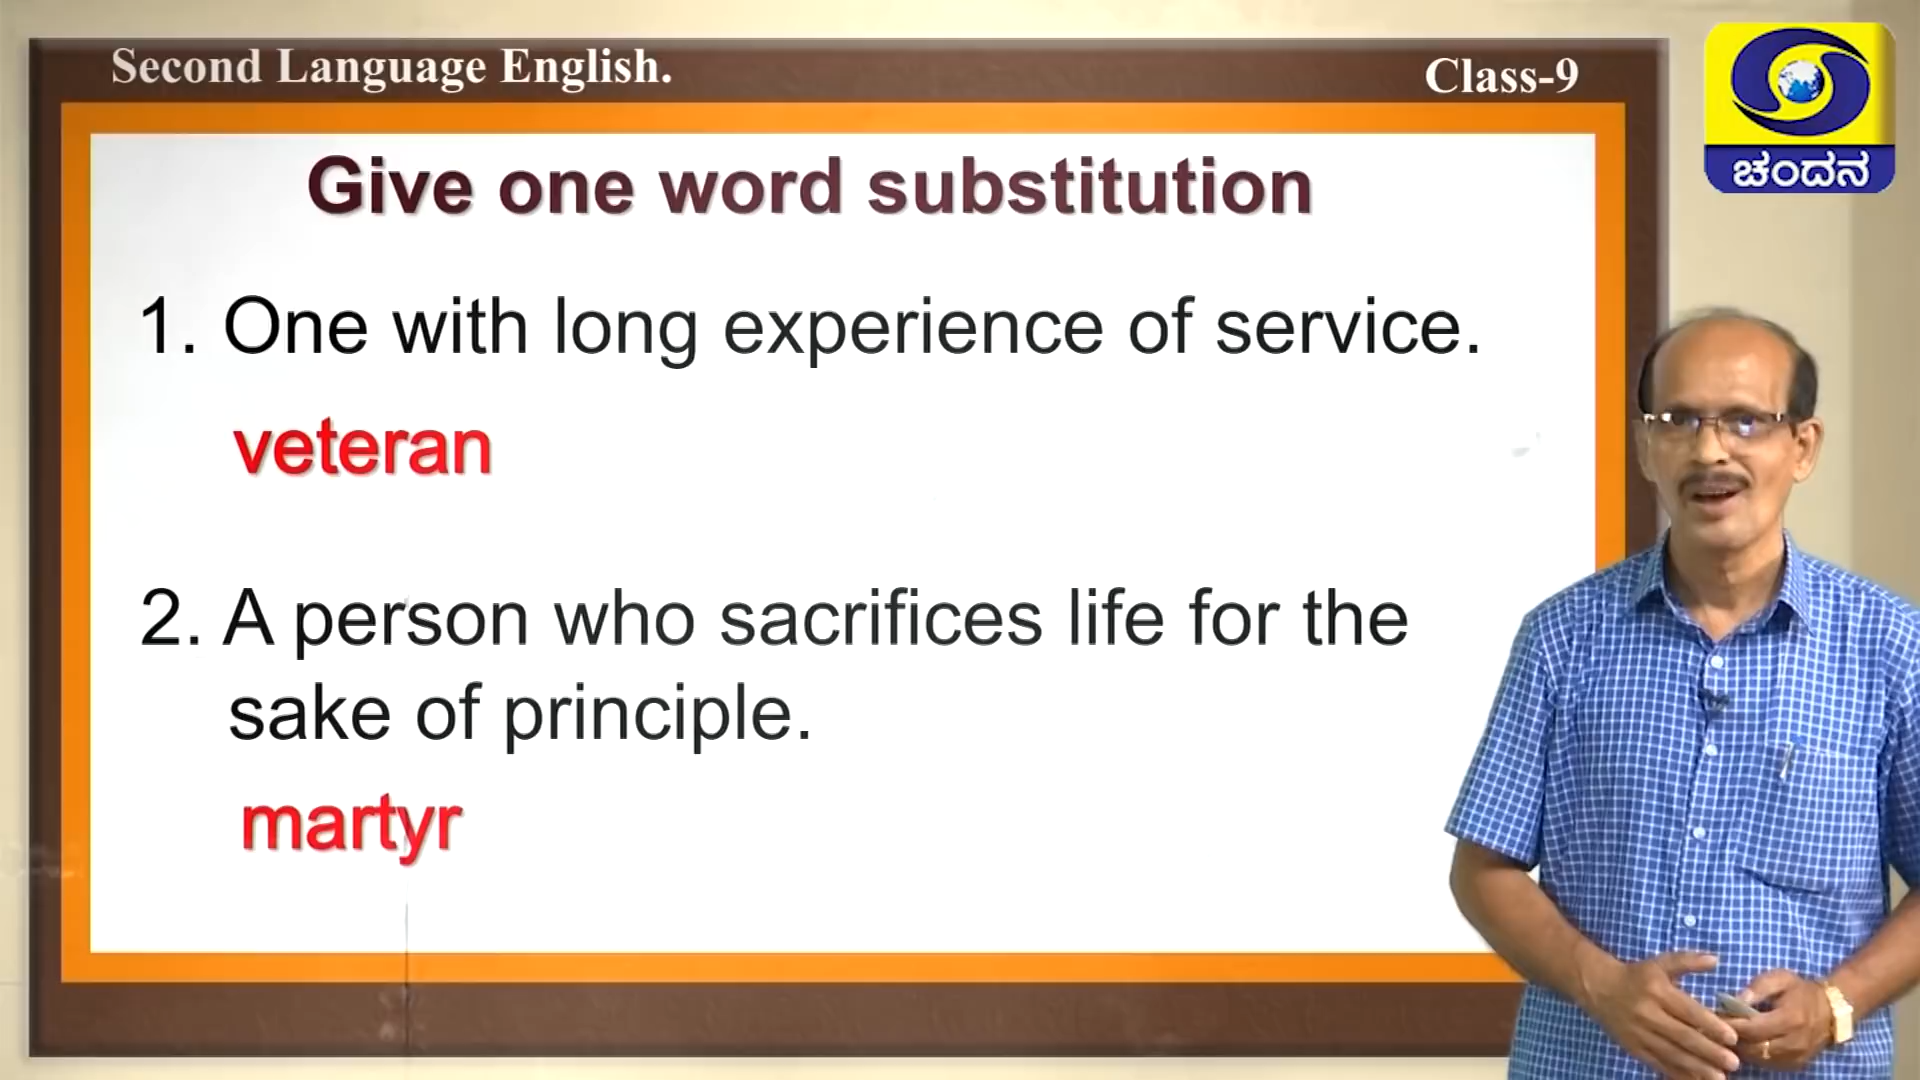 Second Language English.
Class-9
ಚಂದನ
Give one word substitution
1. One with long experience of service.
veteran
2. A person who sacrifices life for the
sake of principle.
martyr